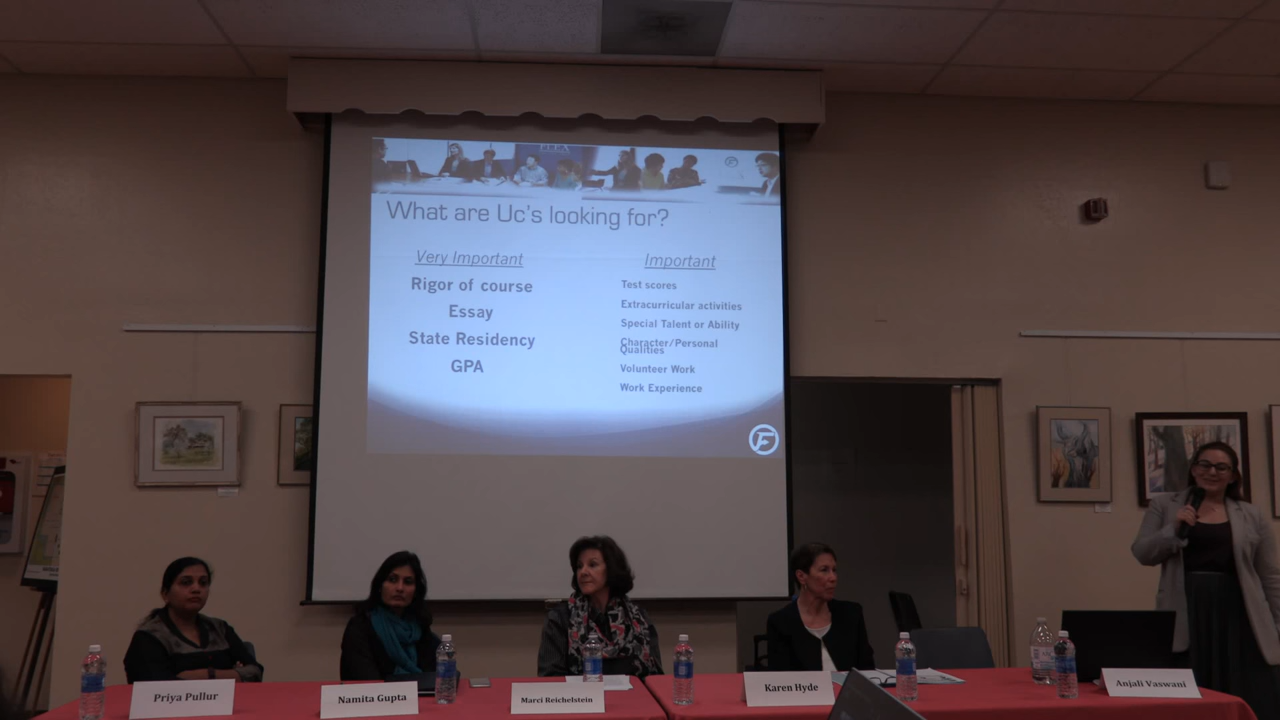 What are Uc's looking for?
Very Important
Rigor of course
Essay
State Residency
GPA
Important
Test scores
Extracurricular activities
Special Talent or Ability
Character/Personal
Qualities
Volunteer Work
Work Experience
Priya Pullur
Namita Gupta
Marci Reichelstein
Karen Hyde
Anjali Vaswani